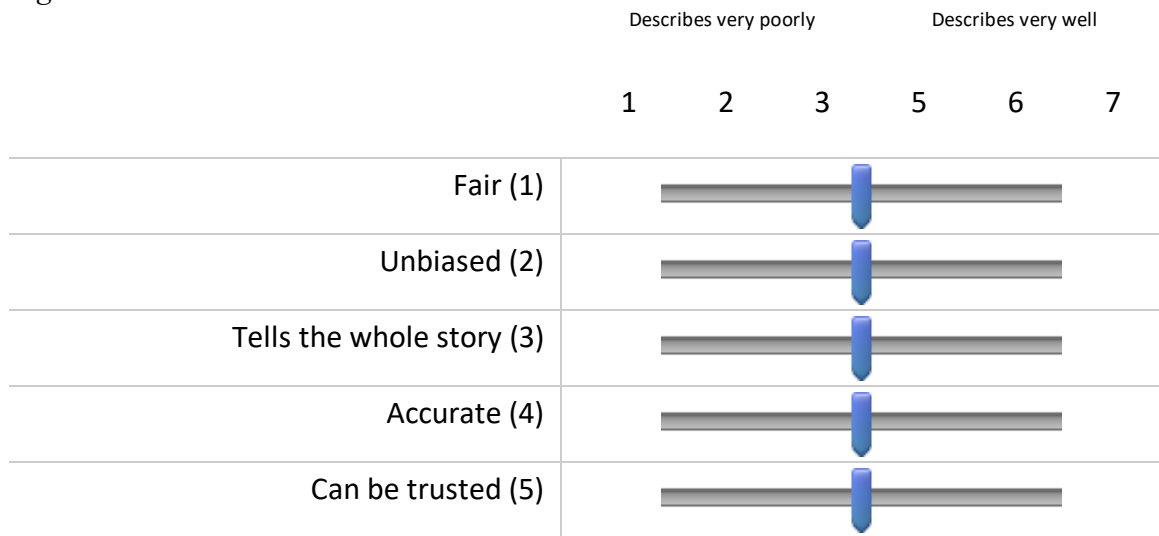 Describes very poorly Describes very well
1 2 3 5 6 7
Fair (1)
Unbiased (2)
Tells the whole story (3)
Accurate (4)
Can be trusted (5)